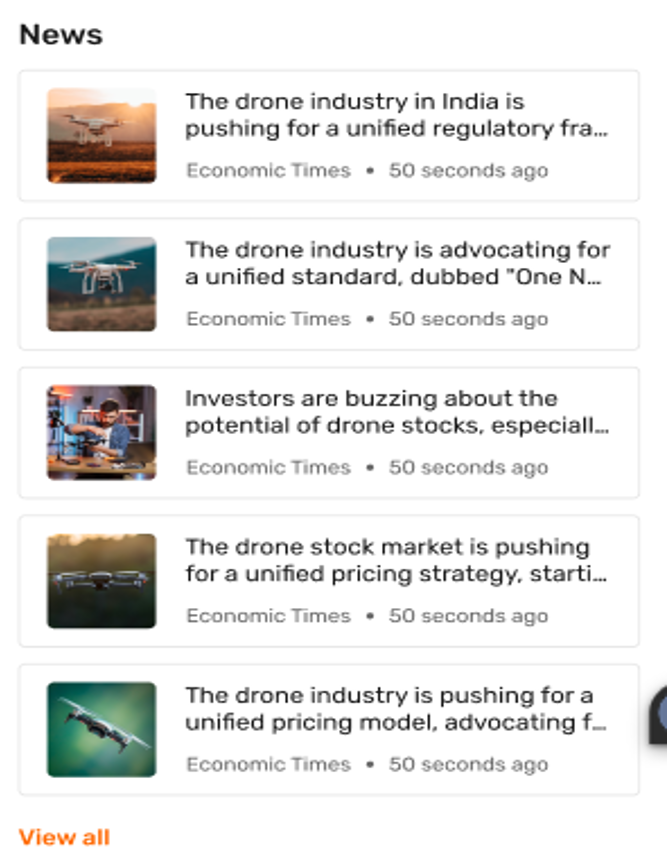 News
The drone industry in India is
pushing for a unified regulatory fra...
Economic Times • 50 seconds ago
The drone industry is advocating for
a unified standard, dubbed "One N...
Economic Times • 50 seconds ago
Investors are buzzing about the
potential of drone stocks, especiall...
Economic Times • 50 seconds ago
The drone stock market is pushing
for a unified pricing strategy, starti...
Economic Times • 50 seconds ago
The drone industry is pushing for a
unified pricing model, advocating f...
Economic Times • 50 seconds ago
View all